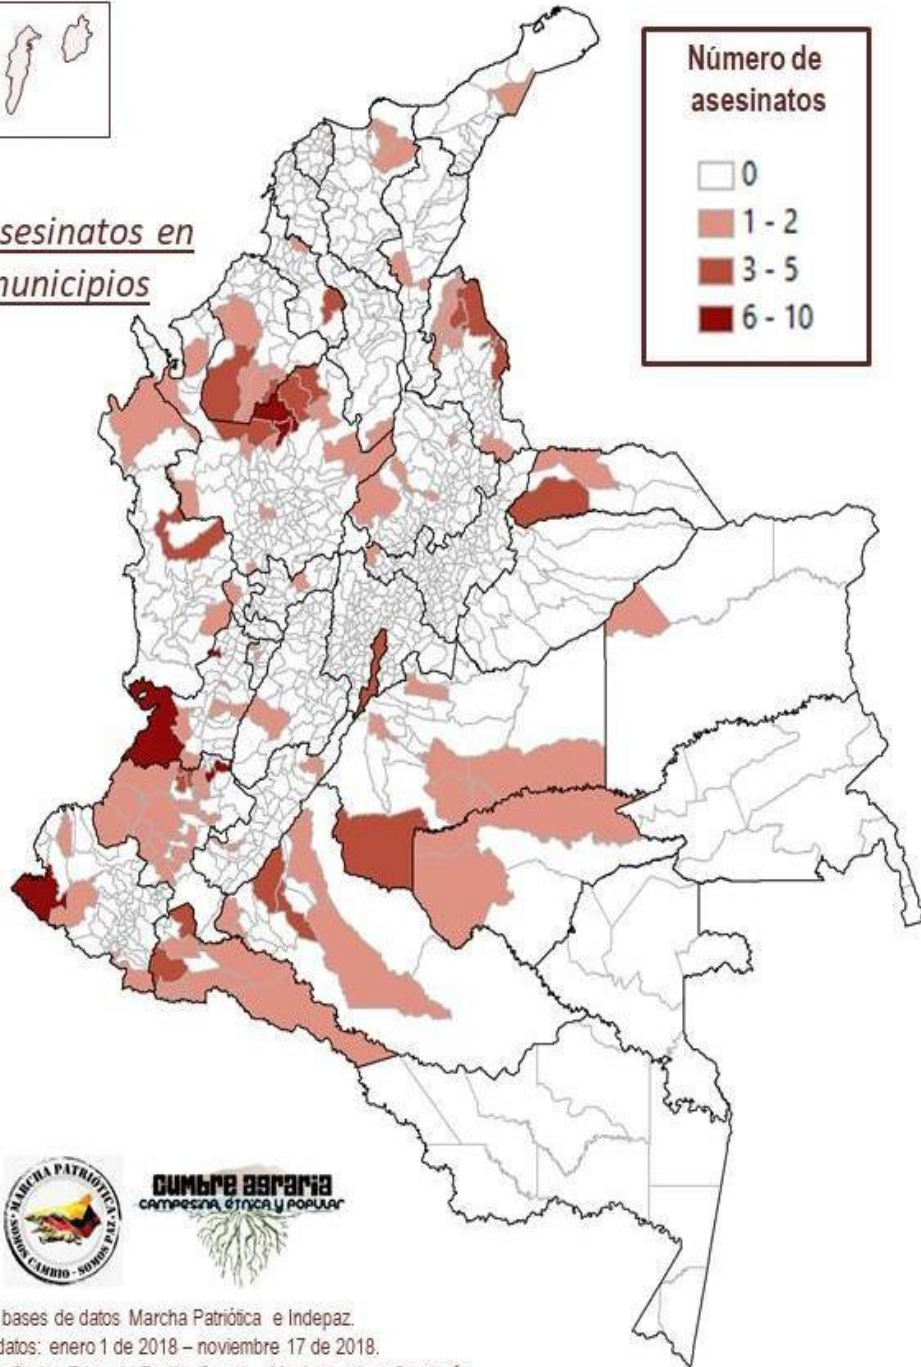 Número de
asesinatos
0
1 - 2
3 - 5
6 - 10
sesinatos en
municipios
MARCHA PATRIÓTICA
SOMOS CAMBIO - SOMOS PAZ
CUMBRE AGRARIA
CAMPESINA, ÉTNICA Y POPULAR
bases de datos Marcha Patriótica e Indepaz.
datos: enero 1 de 2018 – noviembre 17 de 2018.